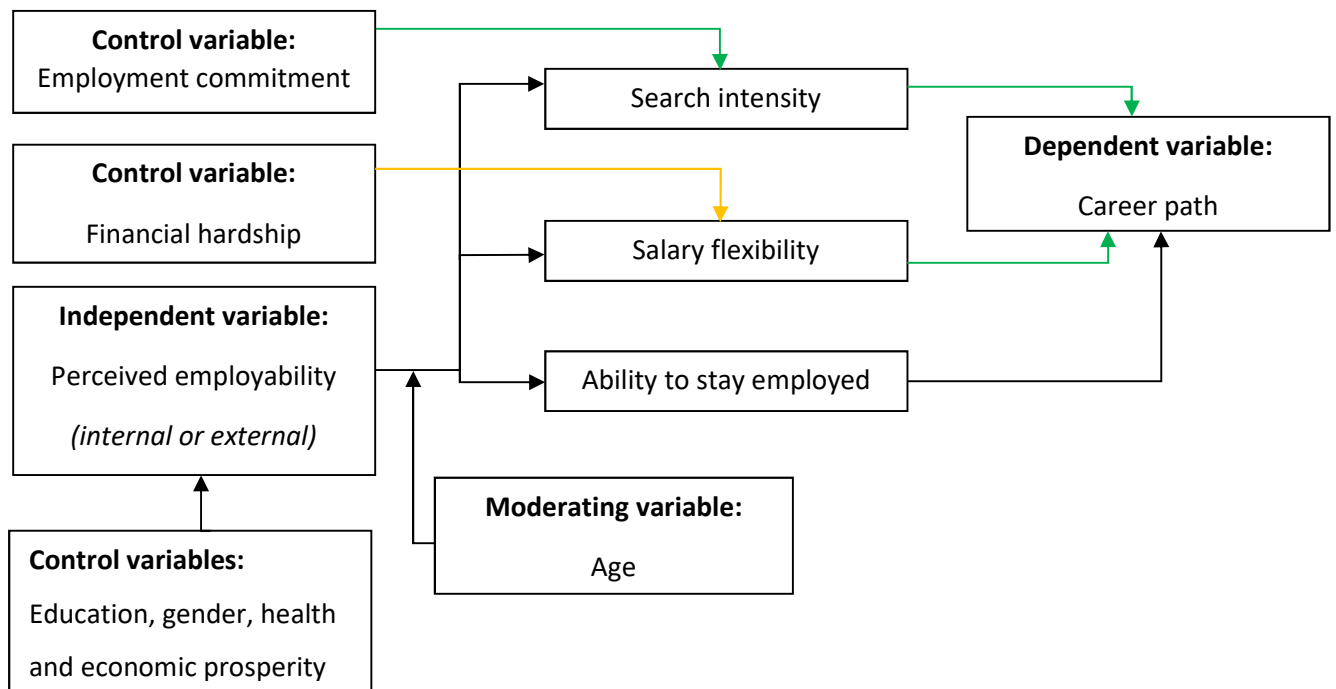 Control variable:
Employment commitment
Search intensity
Control variable:
Financial hardship
Dependent variable:
Career path
Salary flexibility
Independent variable:
Perceived employability
(internal or external)
Ability to stay employed
Moderating variable:
Age
Control variables:
Education, gender, health
and economic prosperity